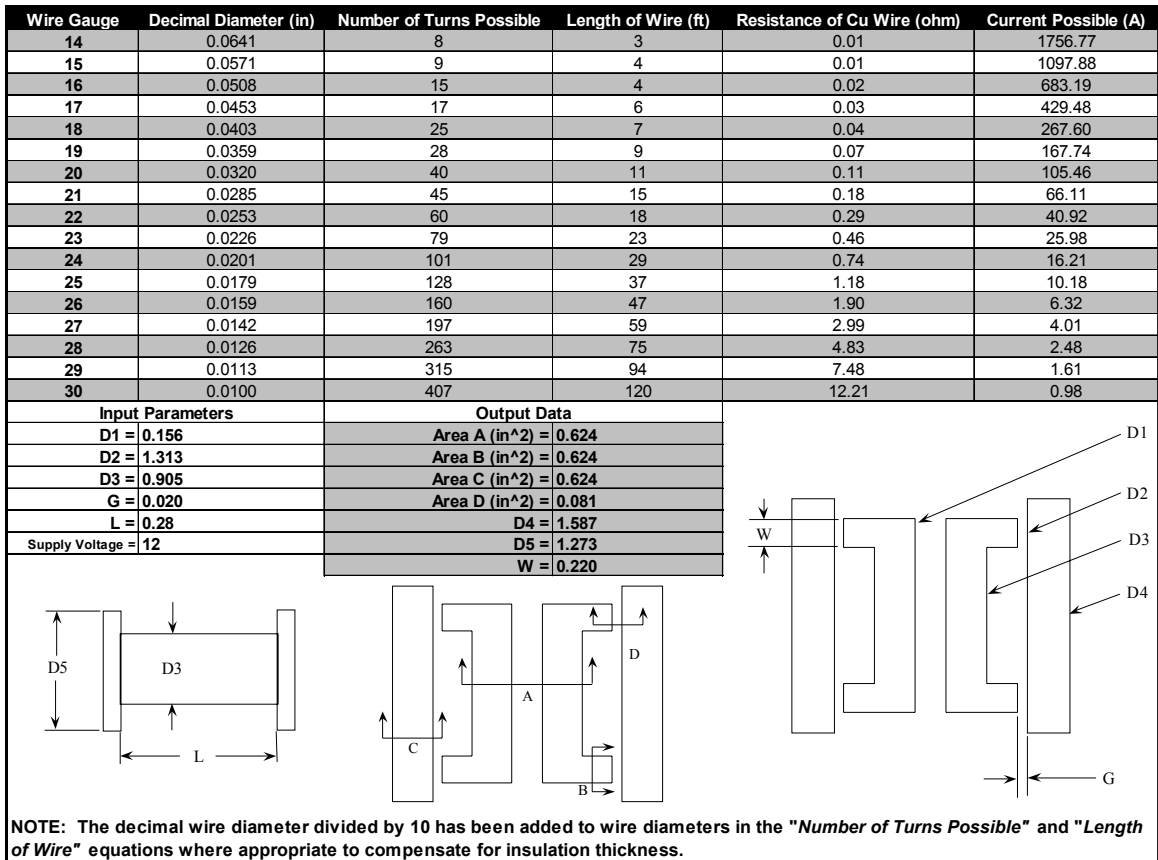 Wire Gauge Decimal Diameter (in) Number of Turns Possible Length of Wire (ft) Resistance of Cu Wire (ohm) Current Possible (A)
14 0.0641 8 3 0.01 1756.77
15 0.0571 9 4 0.01 1097.88
16 0.0508 15 4 0.02 683.19
17 0.0453 17 6 0.03 429.48
18 0.0403 25 7 0.04 267.60
19 0.0359 28 9 0.07 167.74
20 0.0320 40 11 0.11 105.46
21 0.0285 45 15 0.18 66.11
22 0.0253 60 18 0.29 40.92
23 0.0226 79 23 0.46 25.98
24 0.0201 101 29 0.74 16.21
25 0.0179 128 37 1.18 10.18
26 0.0159 160 47 1.90 6.32
27 0.0142 197 59 2.99 4.01
28 0.0126 263 75 4.83 2.48
29 0.0113 315 94 7.48 1.61
30 0.0100 407 120 12.21 0.98
Input Parameters Output Data
D1 = 0.156 Area A (in^2) = 0.624
D2 = 1.313 Area B (in^2) = 0.624
D3 = 0.905 Area C (in^2) = 0.624
G = 0.020 Area D (in^2) = 0.081
L = 0.28 D4 = 1.587
Supply Voltage = 12 D5 = 1.273
W = 0.220
D1
D2
W
D3
D4
G
D5
D3
L
A
D
C
B
NOTE: The decimal wire diameter divided by 10 has been added to wire diameters in the "Number of Turns Possible" and "Length
of Wire" equations where appropriate to compensate for insulation thickness.